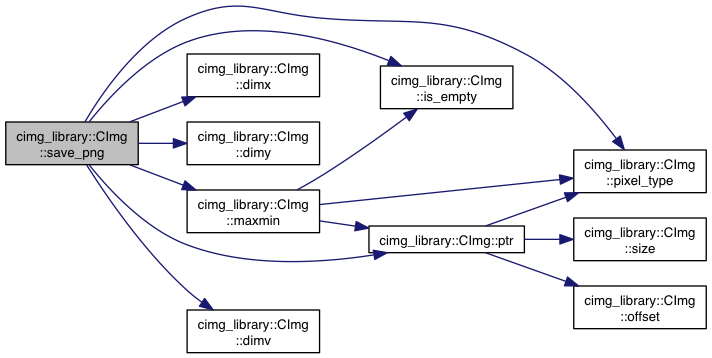 cimg_library::CImg
::save_png
cimg_library::CImg
::dimx
cimg_library::CImg
::dimy
cimg_library::CImg
::maxmin
cimg_library::CImg
::dimv
cimg_library::CImg
::is_empty
cimg_library::CImg::ptr
cimg_library::CImg
::pixel_type
cimg_library::CImg
::size
cimg_library::CImg
::offset